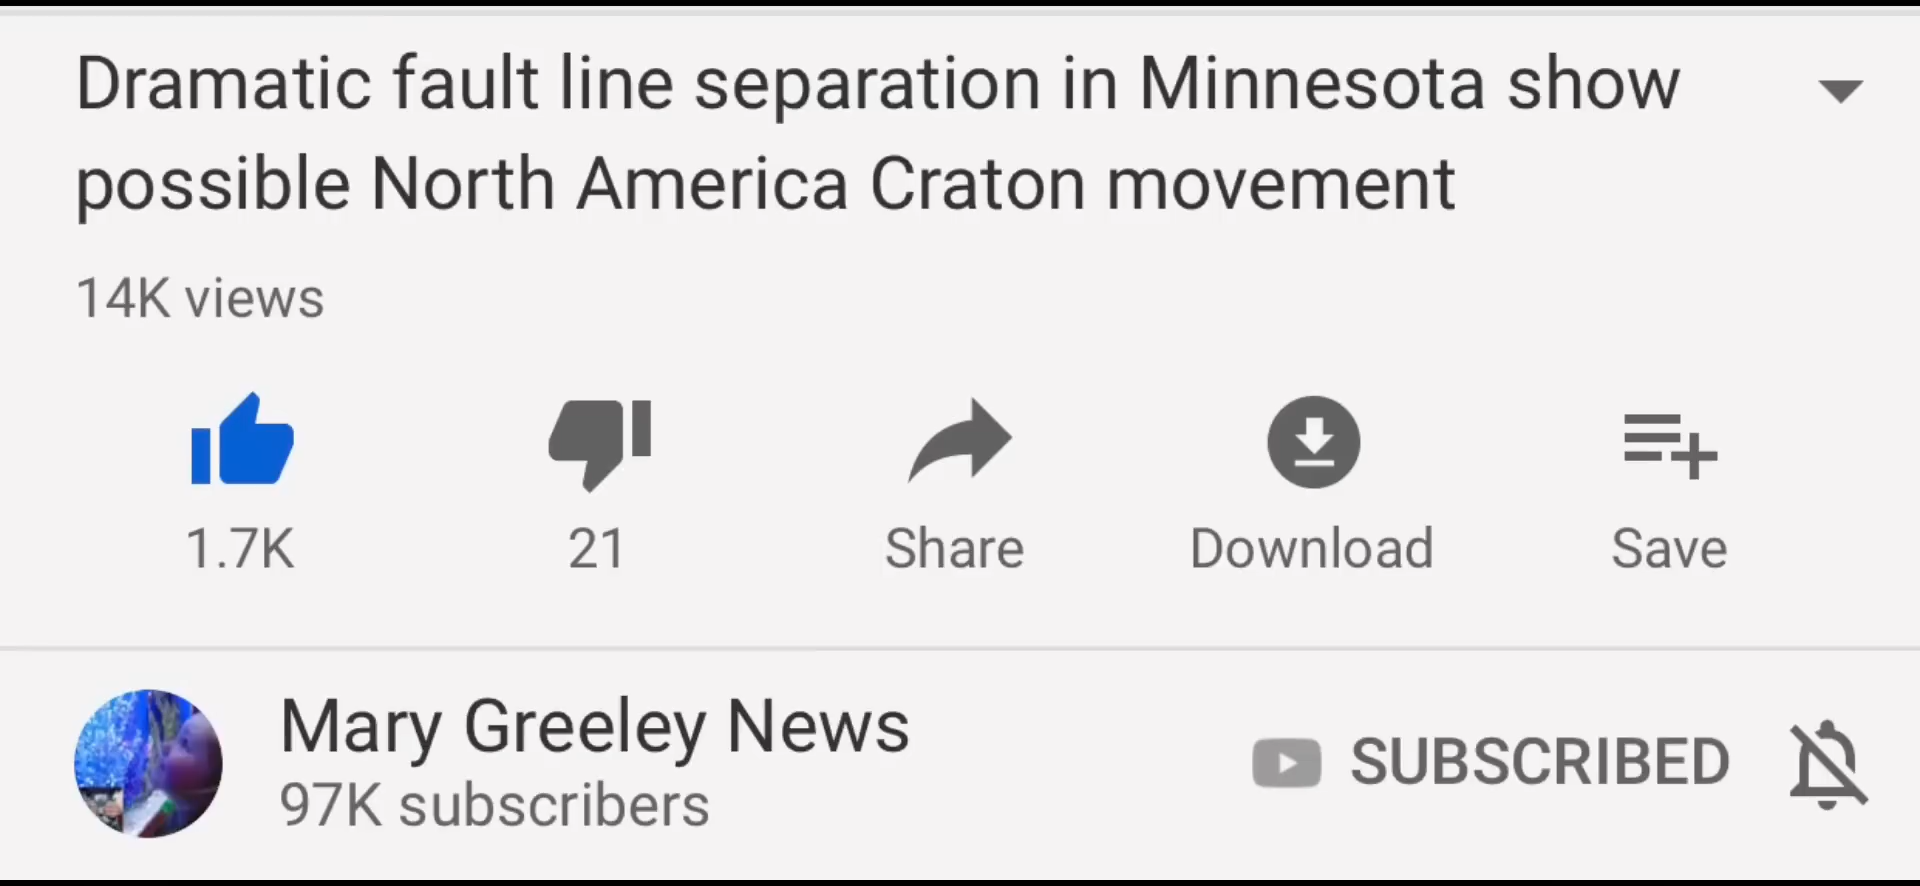 Dramatic fault line separation in Minnesota show
possible North America Craton movement
14K views
1.7K
21
Share
Download
Save
Mary Greeley News
97K subscribers
SUBSCRIBED